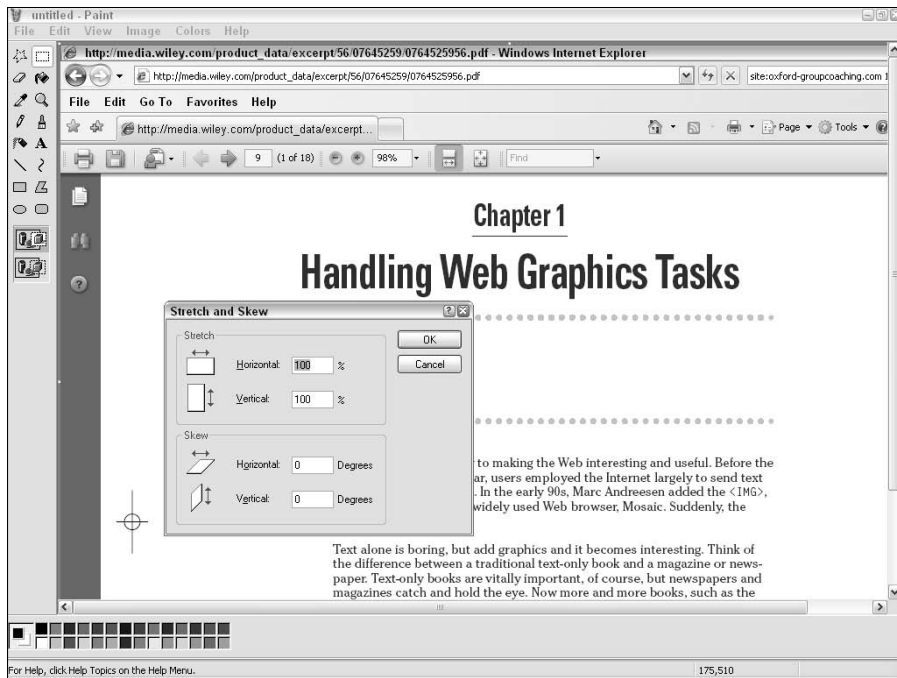 untitled - Paint
File Edit View Image Colors Help
http://media.wiley.com/product_data/excerpt/56/07645259/0764525956.pdf - Windows Internet Explorer
http://media.wiley.com/product_data/excerpt/56/07645259/0764525956.pdf
site:oxford-groupcoaching.com 1
File Edit Go To Favorites Help
http://media.wiley.com/product_data/excerpt...
Page Tools
9 (1 of 18) 98% Find
Chapter 1
Handling Web Graphics Tasks
Stretch and Skew
Stretch
OK
Horizontal: 100 %
Cancel
Vertical: 100 %
Skew
Horizontal: 0 Degrees
Vertical: 0 Degrees
to making the Web interesting and useful. Before the
ar, users employed the Internet largely to send text
. In the early 90s, Marc Andreesen added the <IMG>,
widely used Web browser, Mosaic. Suddenly, the
Text alone is boring, but add graphics and it becomes interesting. Think of
the difference between a traditional text-only book and a magazine or news-
paper. Text-only books are vitally important, of course, but newspapers and
magazines catch and hold the eye. Now more and more books, such as the
For Help, click Help Topics on the Help Menu.
175,510